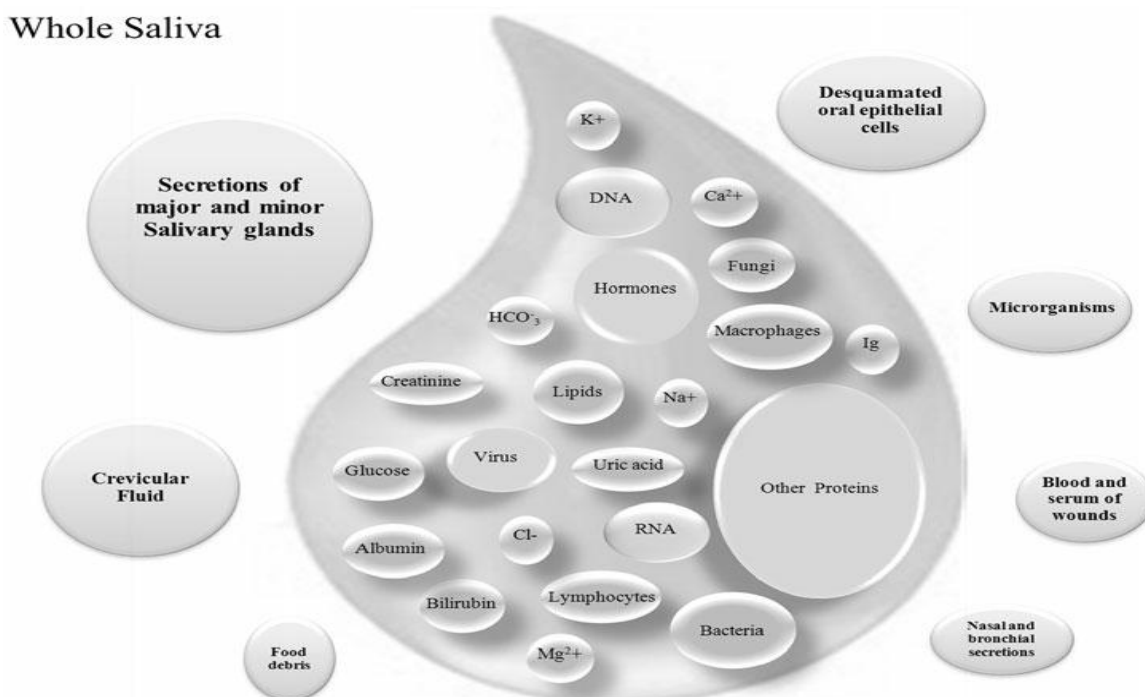 Whole Saliva
Desquamated
oral epithelial
cells
K+
Secretions of
major and minor
Salivary glands
DNA
Ca²⁺
Fungi
Hormones
Microrganisms
HCO⁻₃
Macrophages
Ig
Creatinine
Lipids
Na+
Crevicular
Fluid
Glucose
Virus
Uric acid
Other Proteins
Blood and
serum of
wounds
Albumin
Cl-
RNA
Bilirubin
Lymphocytes
Bacteria
Nasal and
bronchial
secretions
Food
debris
Mg²⁺